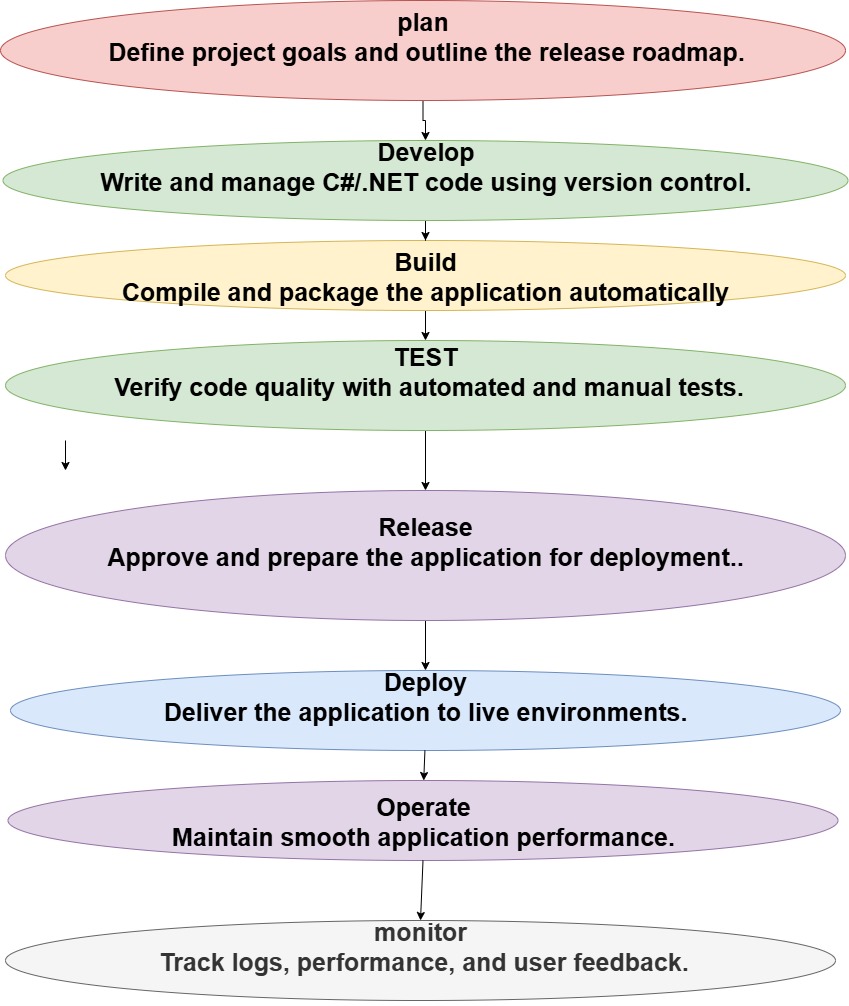 plan
Define project goals and outline the release roadmap.
Develop
Write and manage C#/.NET code using version control.
Build
Compile and package the application automatically
TEST
Verify code quality with automated and manual tests.
Release
Approve and prepare the application for deployment..
Deploy
Deliver the application to live environments.
Operate
Maintain smooth application performance.
monitor
Track logs, performance, and user feedback.